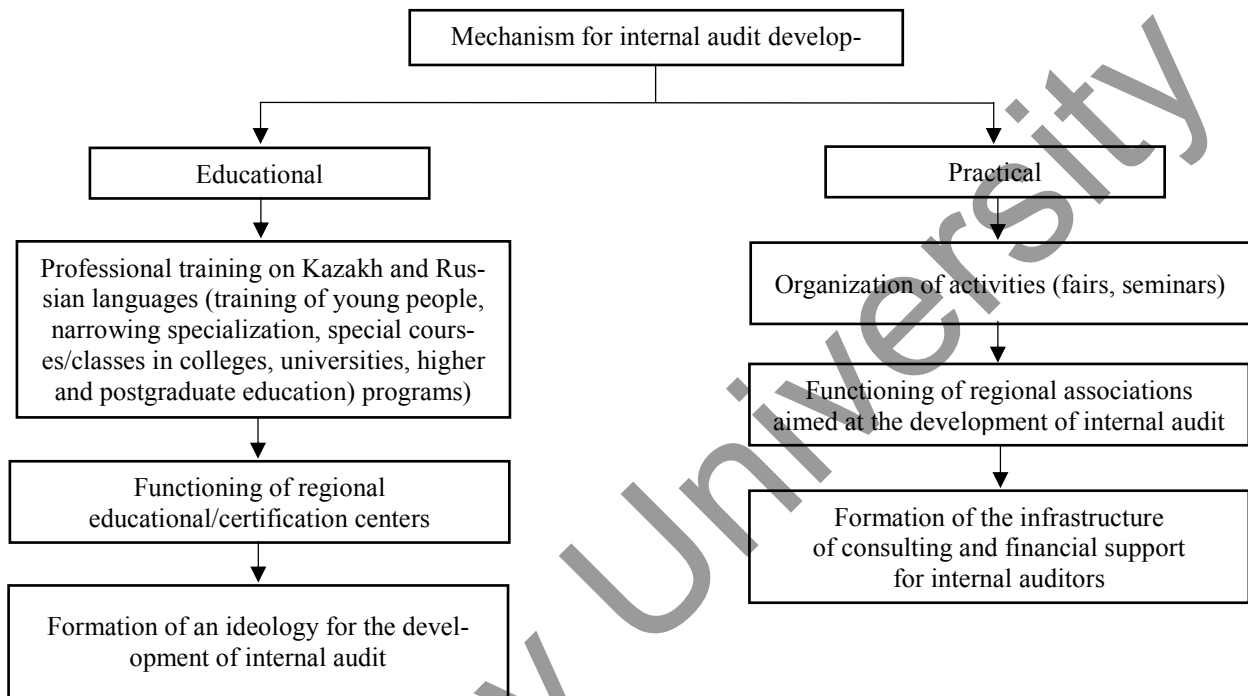 Mechanism for internal audit develop-
Educational
Professional training on Kazakh and Rus-
sian languages (training of young people,
narrowing specialization, special cours-
es/classes in colleges, universities, higher
and postgraduate education) programs)
Functioning of regional
educational/certification centers
Formation of an ideology for the devel-
opment of internal audit
Practical
Organization of activities (fairs, seminars)
Functioning of regional associations
aimed at the development of internal audit
Formation of the infrastructure
of consulting and financial support
for internal auditors
y University